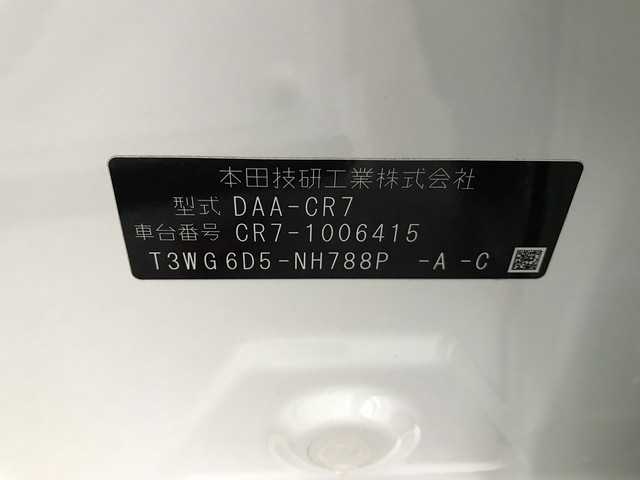 本田技研工業株式会社
型式 DAA-CR7
車台番号 CR7-1006415
T3WG6D5-NH788P -A-C